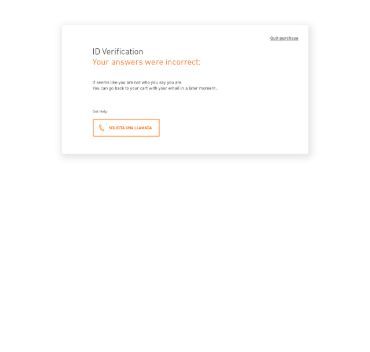 Quit purchase
ID Verification
Your answers were incorrect:
It seems like you are not who you say you are.
You can go back to your cart with your email in a later moment.
Get Help
SOLICITA UNA LLAMADA